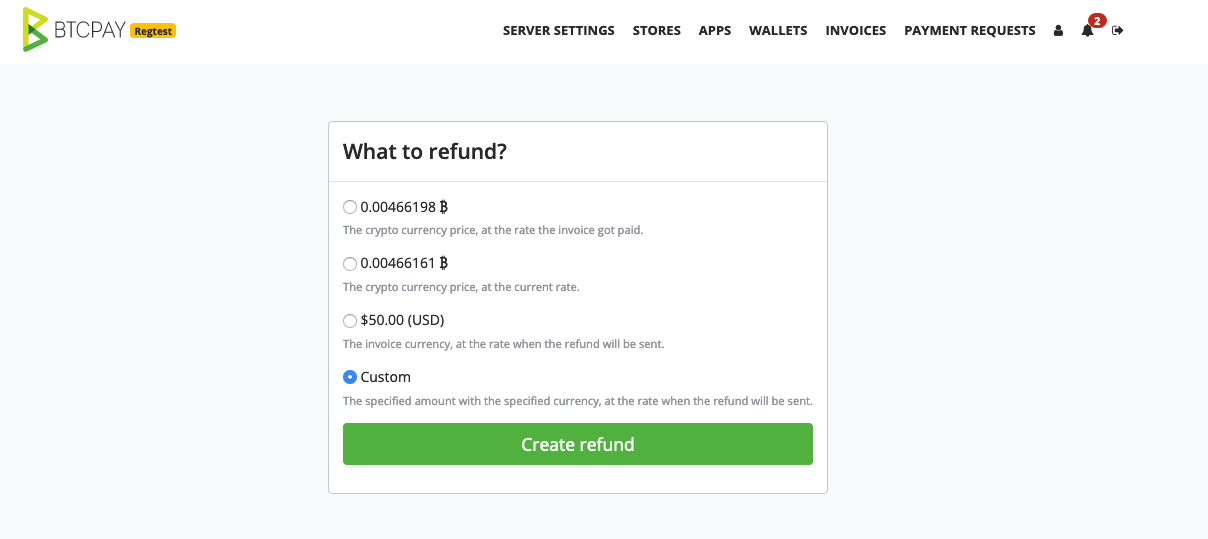 BTCPAY Regtest SERVER SETTINGS STORES APPS WALLETS INVOICES PAYMENT REQUESTS 2
What to refund?
0.00466198 ₿
The crypto currency price, at the rate the invoice got paid.
0.00466161 ₿
The crypto currency price, at the current rate.
$50.00 (USD)
The invoice currency, at the rate when the refund will be sent.
Custom
The specified amount with the specified currency, at the rate when the refund will be sent.
Create refund